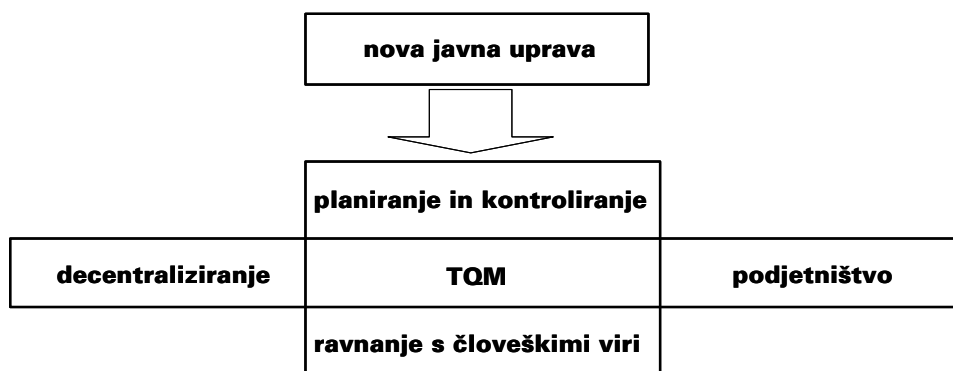 nova javna uprava
planiranje in kontroliranje
decentraliziranje
TQM
podjetništvo
ravnanje s človeškimi viri